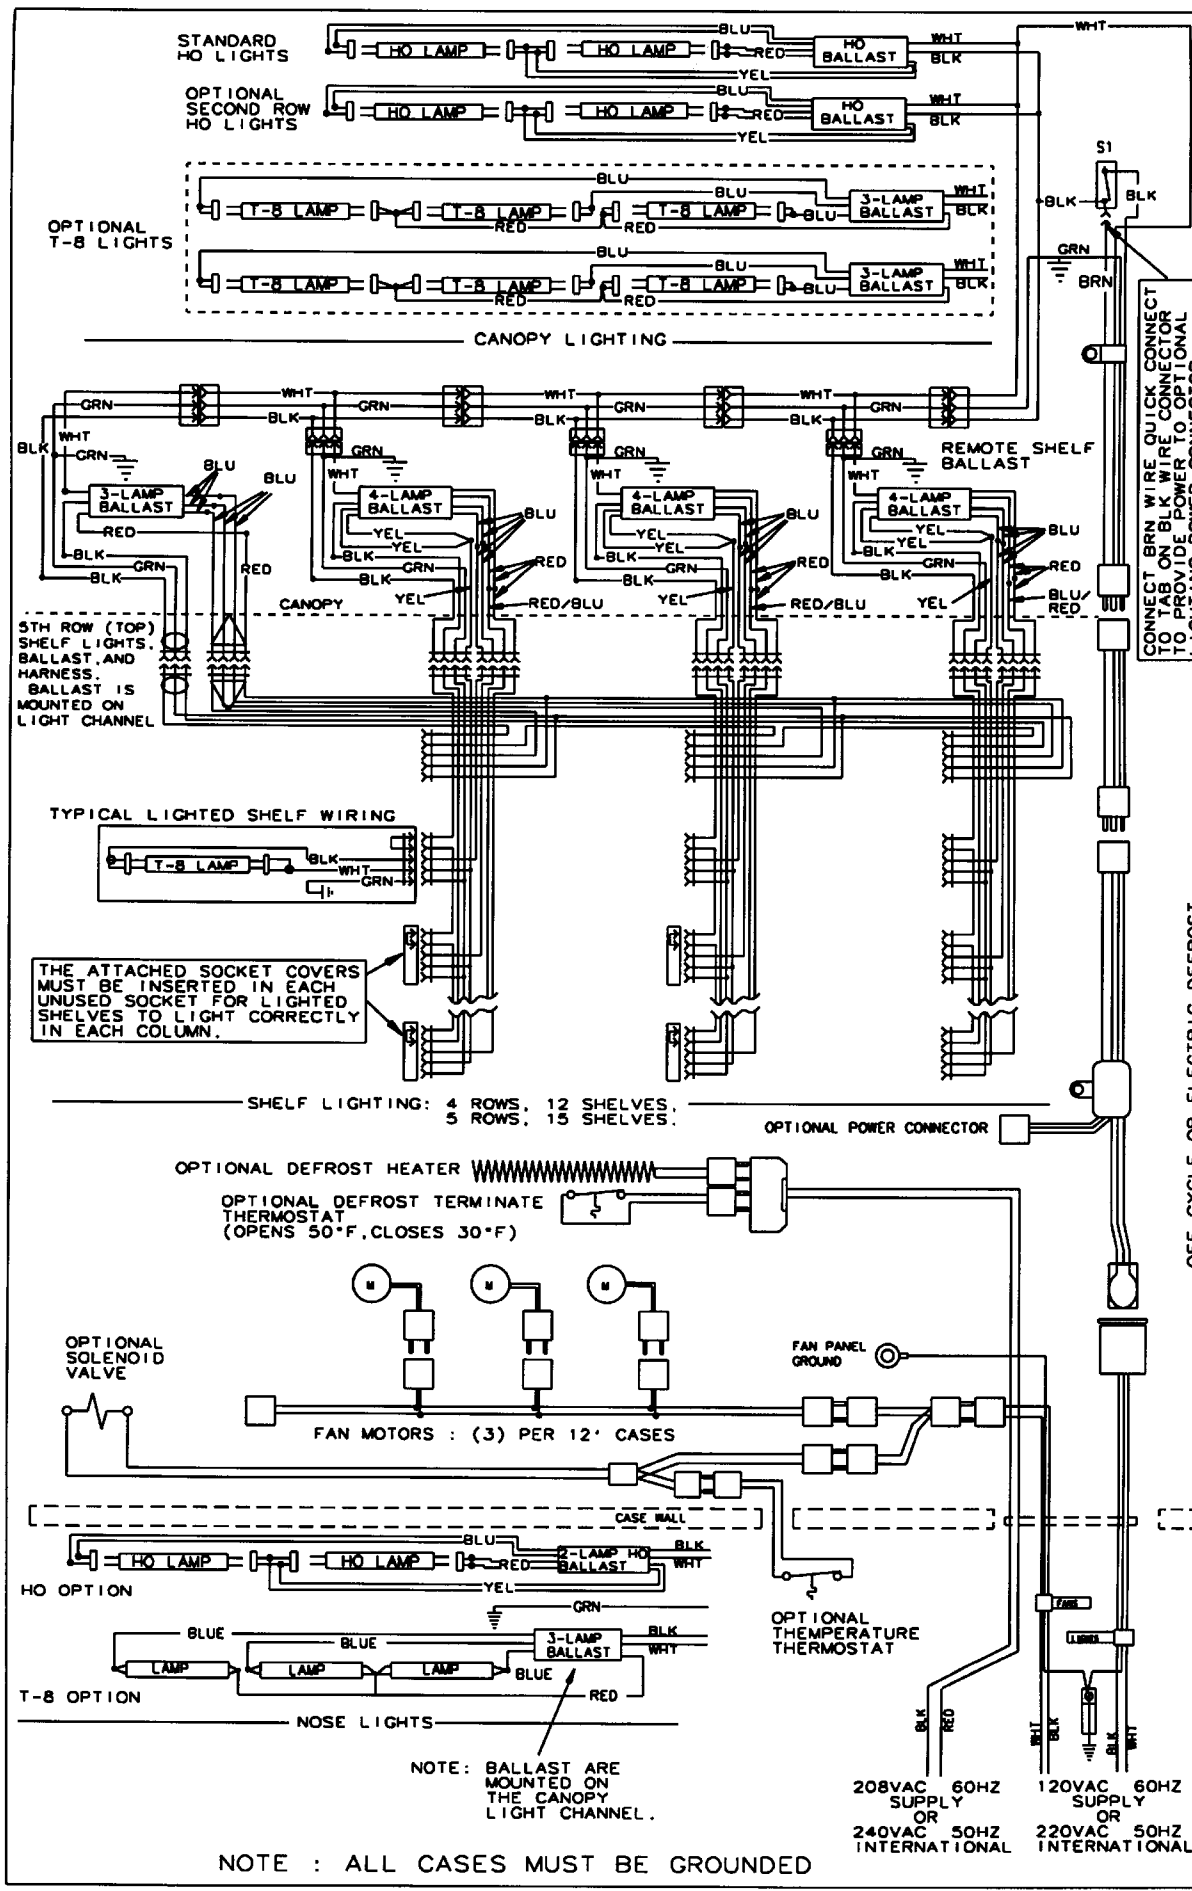 WHT
STANDARD
HO LIGHTS
BLU
HO LAMP
HO LAMP
RED
YEL
HO
BALLAST
WHT
BLK
OPTIONAL
SECOND ROW
HO LIGHTS
BLU
HO LAMP
HO LAMP
RED
YEL
HO
BALLAST
WHT
BLK
S1
BLK
BLK
OPTIONAL
T-8 LIGHTS
BLU
BLU
T-8 LAMP
T-8 LAMP
T-8 LAMP
BLU
RED
RED
3-LAMP
BALLAST
WHT
BLK
BLU
BLU
T-8 LAMP
T-8 LAMP
T-8 LAMP
BLU
RED
RED
3-LAMP
BALLAST
WHT
BLK
GRN
BRN
CANOPY LIGHTING
CONNECT BRN WIRE QUICK CONNECT
TO TAB ON BLK WIRE CONNECTOR
TO PROVIDE POWER TO OPTIONAL
WHT
WHT
WHT
GRN
GRN
GRN
GRN
BLK
BLK
BLK
WHT
BLK
GRN
BLU
BLU
3-LAMP
BALLAST
RED
BLK
GRN
BLK
RED
GRN
WHT
4-LAMP
BALLAST
YEL
YEL
BLK
GRN
BLK
YEL
BLU
RED
RED/BLU
GRN
WHT
4-LAMP
BALLAST
YEL
YEL
BLK
GRN
BLK
YEL
BLU
RED
RED/BLU
REMOTE SHELF
BALLAST
GRN
WHT
4-LAMP
BALLAST
YEL
YEL
BLK
GRN
BLK
YEL
BLU
RED
BLU/
RED
CANOPY
5TH ROW (TOP)
SHELF LIGHTS,
BALLAST, AND
HARNESS.
BALLAST IS
MOUNTED ON
LIGHT CHANNEL
TYPICAL LIGHTED SHELF WIRING
T-8 LAMP
BLK
WHT
GRN
THE ATTACHED SOCKET COVERS
MUST BE INSERTED IN EACH
UNUSED SOCKET FOR LIGHTED
SHELVES TO LIGHT CORRECTLY
IN EACH COLUMN.
SHELF LIGHTING: 4 ROWS, 12 SHELVES,
5 ROWS, 15 SHELVES.
OPTIONAL POWER CONNECTOR
OPTIONAL DEFROST HEATER
OPTIONAL DEFROST TERMINATE
THERMOSTAT
(OPENS 50°F, CLOSES 30°F)
M
M
M
OPTIONAL
SOLENOID
VALVE
FAN PANEL
GROUND
FAN MOTORS : (3) PER 12' CASES
CASE WALL
HO OPTION
BLU
HO LAMP
HO LAMP
RED
YEL
2-LAMP HO
BALLAST
BLK
WHT
GRN
OPTIONAL
THEMPERATURE
THERMOSTAT
FANS
LIGHTS
T-8 OPTION
BLUE
BLUE
LAMP
LAMP
LAMP
BLUE
RED
3-LAMP
BALLAST
BLK
WHT
NOSE LIGHTS
NOTE: BALLAST ARE
MOUNTED ON
THE CANOPY
LIGHT CHANNEL.
BLK
RED
WHT
BLK
BLK
WHT
208VAC 60HZ
SUPPLY
OR
240VAC 50HZ
INTERNATIONAL
120VAC 60HZ
SUPPLY
OR
220VAC 50HZ
INTERNATIONAL
NOTE : ALL CASES MUST BE GROUNDED